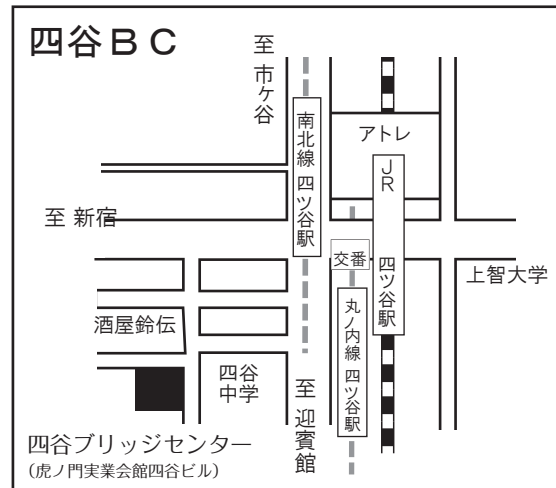 四谷ＢＣ
至 市ヶ谷
南北線 四ツ谷駅
アトレ
ＪＲ 四ツ谷駅
至 新宿
交番
上智大学
丸ノ内線 四ツ谷駅
酒屋鈴伝
四谷
中学
至 迎賓館
四谷ブリッジセンター
(虎ノ門実業会館四谷ビル)